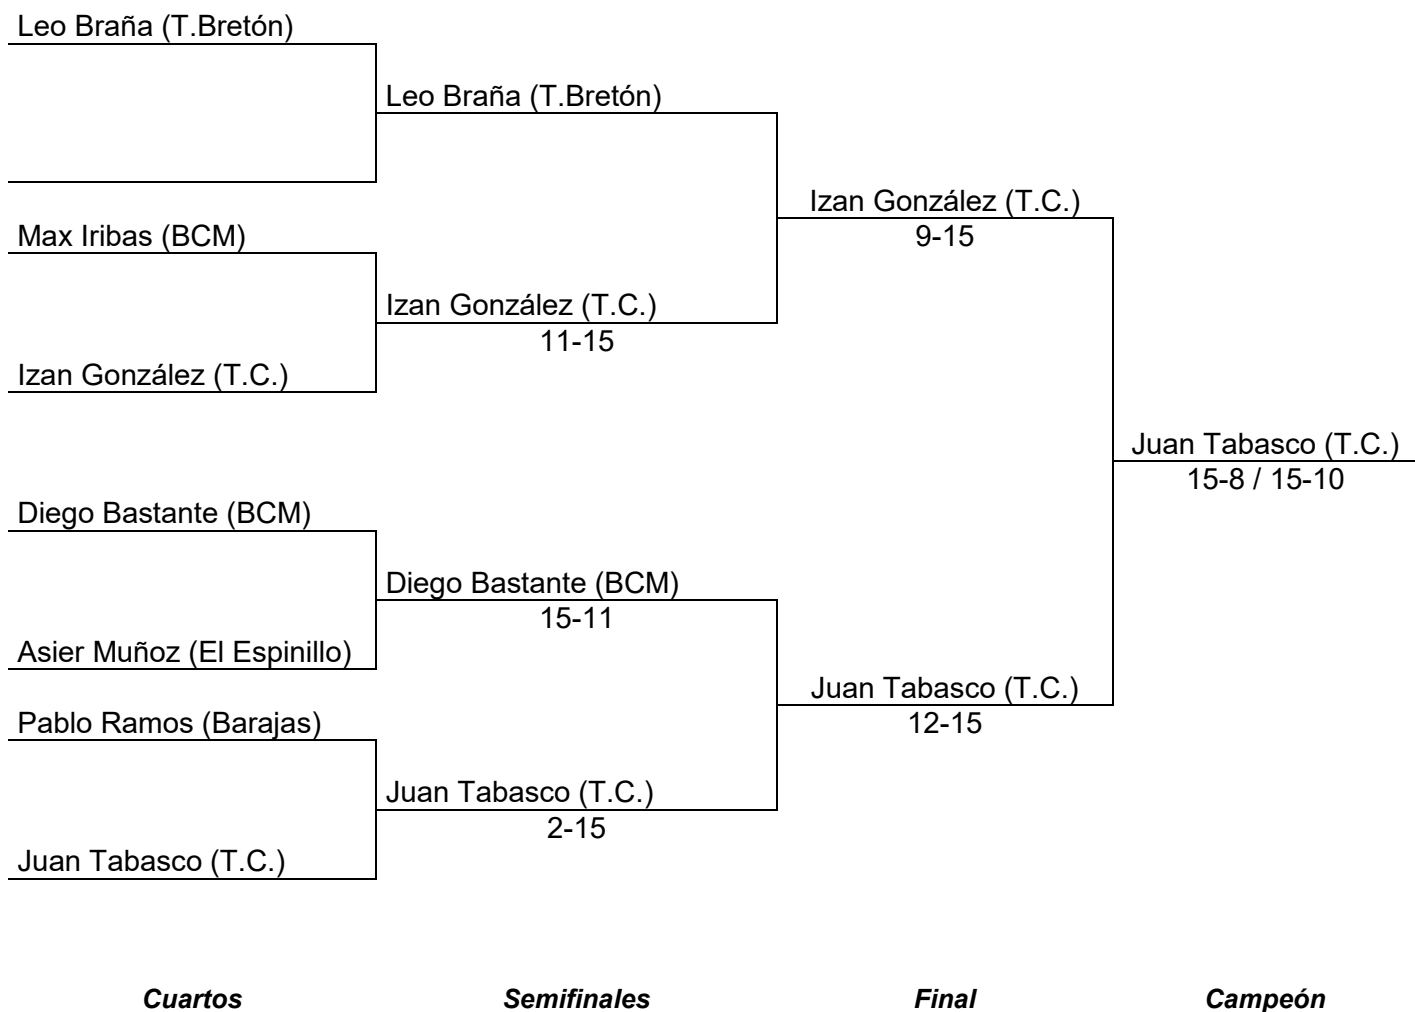 Leo Braña (T.Bretón)
Leo Braña (T.Bretón)
Izan González (T.C.)
9-15
Max Iribas (BCM)
Izan González (T.C.)
11-15
Izan González (T.C.)
Juan Tabasco (T.C.)
15-8 / 15-10
Diego Bastante (BCM)
Diego Bastante (BCM)
15-11
Asier Muñoz (El Espinillo)
Juan Tabasco (T.C.)
12-15
Pablo Ramos (Barajas)
Juan Tabasco (T.C.)
2-15
Juan Tabasco (T.C.)
Cuartos
Semifinales
Final
Campeón